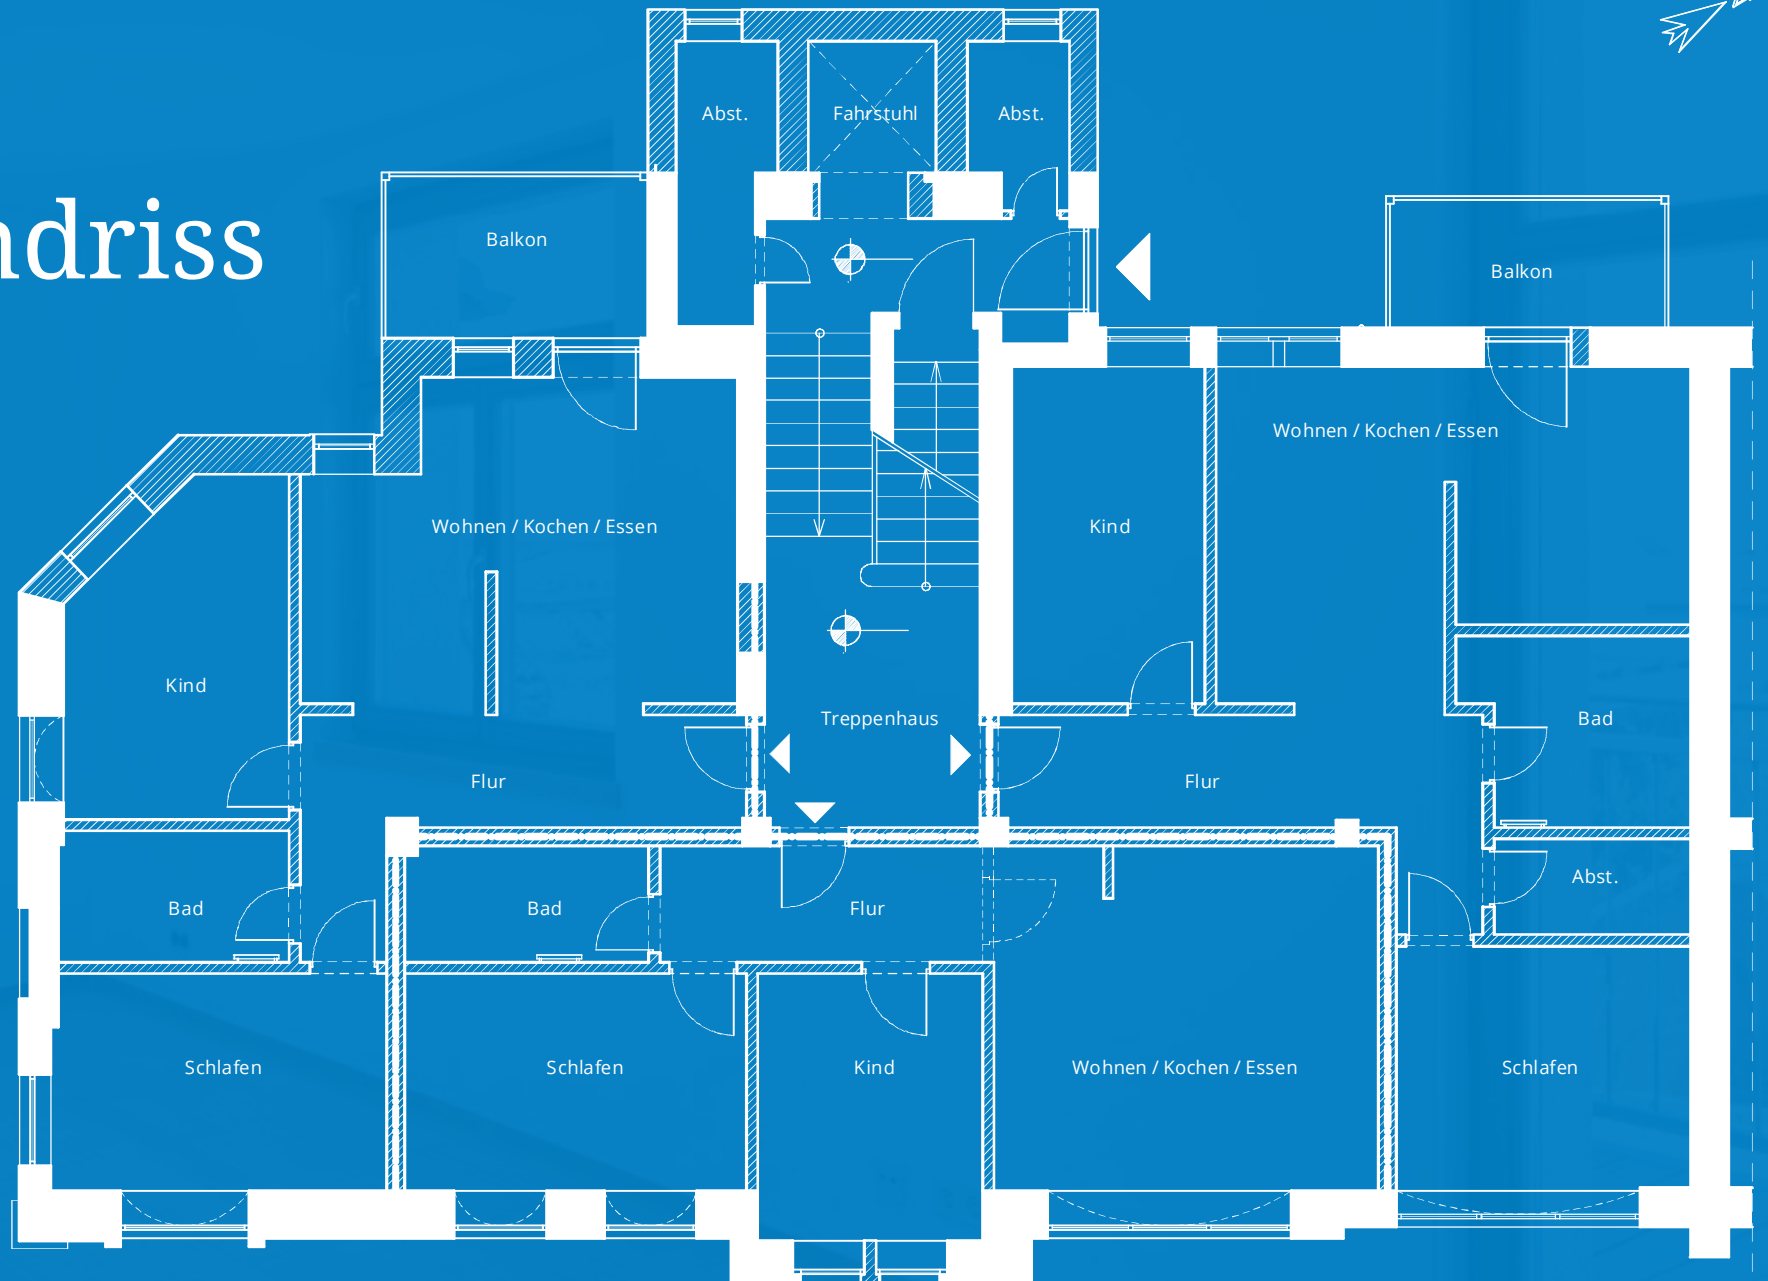 Abst.
Fahrstuhl
Abst.
ndriss
Balkon
Balkon
Wohnen / Kochen / Essen
Wohnen / Kochen / Essen
Kind
Kind
Treppenhaus
Bad
Flur
Flur
Abst.
Bad
Bad
Flur
Schlafen
Schlafen
Kind
Wohnen / Kochen / Essen
Schlafen